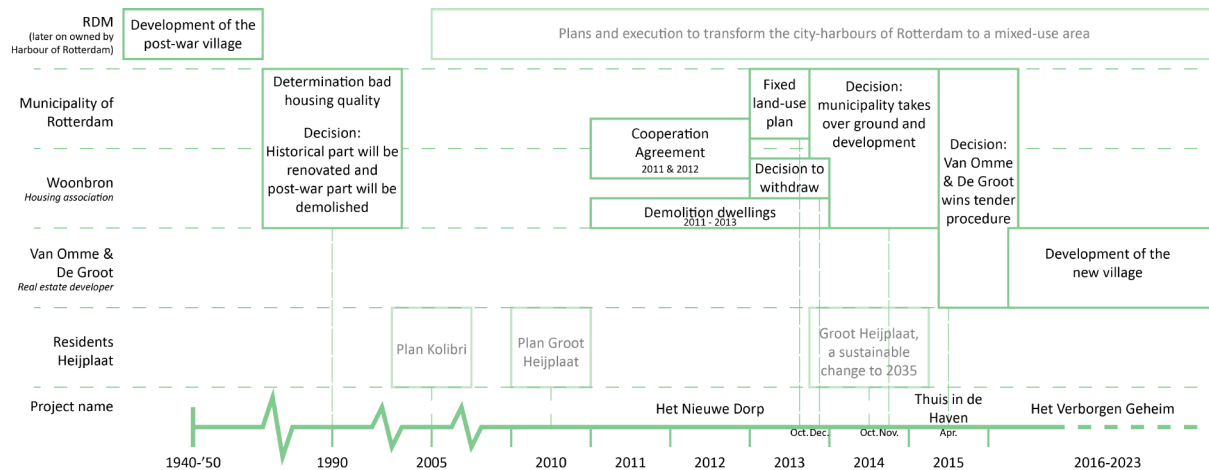 RDM
(later on owned by
Harbour of Rotterdam)
Development of the
post-war village
Plans and execution to transform the city-harbours of Rotterdam to a mixed-use area
Municipality of
Rotterdam
Determination bad
housing quality
Decision:
Historical part will be
renovated and
post-war part will be
demolished
Cooperation
Agreement
2011 & 2012
Fixed
land-use
plan
Decision:
municipality takes
over ground and
development
Decision:
Van Omme
& De Groot
wins tender
procedure
Woonbron
Housing association
Decision to
withdraw
Demolition dwellings
2011 - 2013
Van Omme &
De Groot
Real estate developer
Development of the
new village
Residents
Heijplaat
Plan Kolibri
Plan Groot
Heijplaat
Groot Heijplaat,
a sustainable
change to 2035
Project name
Het Nieuwe Dorp
Thuis in de
Haven
Het Verborgen Geheim
Oct. Dec. Oct. Nov. Apr.
1940-'50 1990 2005 2010 2011 2012 2013 2014 2015 2016-2023